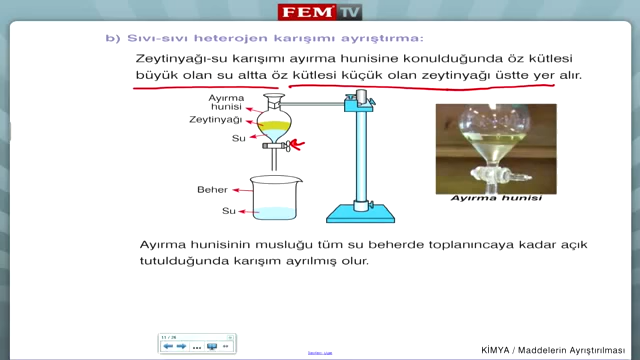 FEM TV
b) Sıvı-sıvı heterojen karışımı ayrıştırma:
Zeytinyağı-su karışımı ayırma hunisine konulduğunda öz kütlesi
büyük olan su altta öz kütlesi küçük olan zeytinyağı üstte yer alır.
Ayırma
hunisi
Zeytinyağı
Su
Beher
Su
Ayırma hunisi
Ayırma hunisinin musluğu tüm su beherde toplanıncaya kadar açık
tutulduğunda karışım ayrılmış olur.
KİMYA / Maddelerin Ayrıştırılması